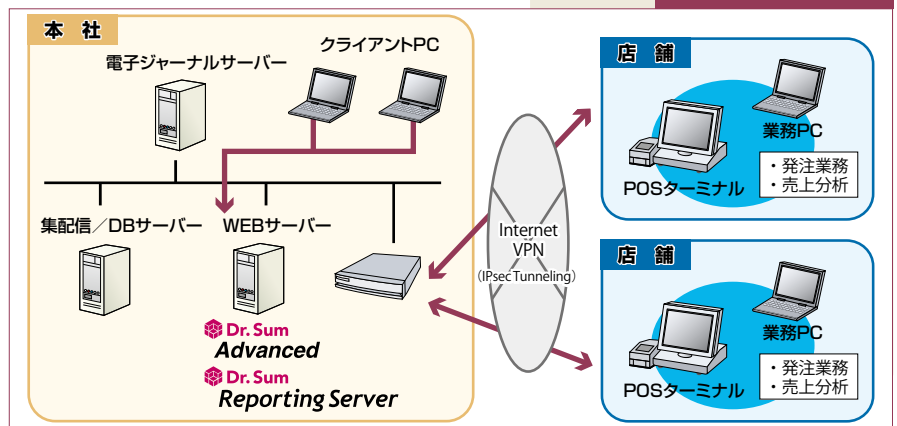 本 社
電子ジャーナルサーバー
クライアントPC
集配信／DBサーバー
WEBサーバー
Dr.Sum
Advanced
Dr.Sum
Reporting Server
Internet
VPN
(IPsec Tunneling)
店 舗
POSターミナル
業務PC
・発注業務
・売上分析
店 舗
POSターミナル
業務PC
・発注業務
・売上分析